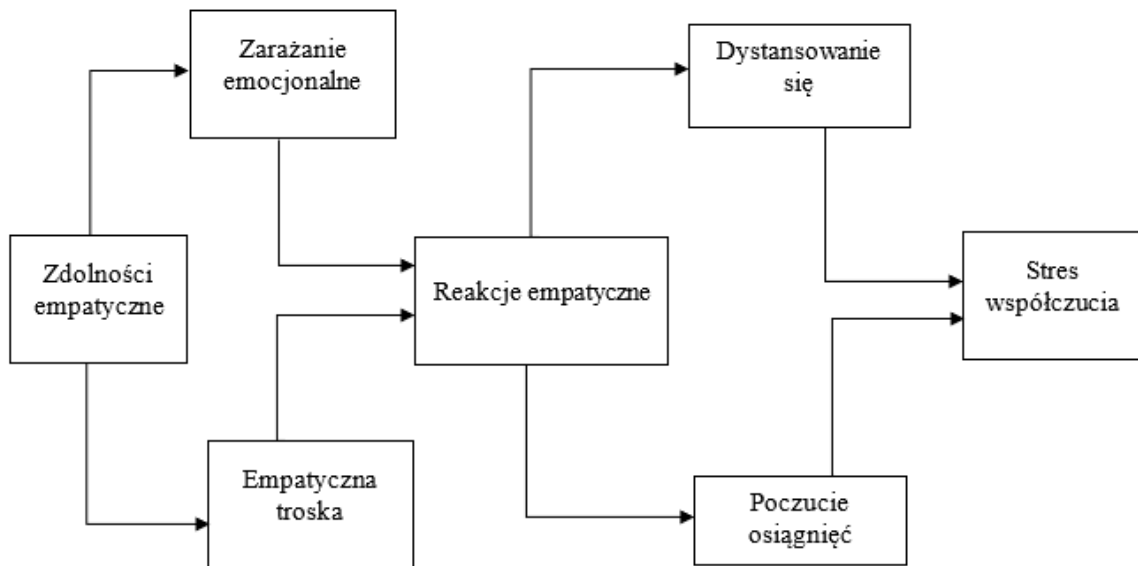 Zarażanie
emocjonalne
Dystansowanie
się
Zdolności
empatyczne
Reakcje empatyczne
Stres
współczucia
Empatyczna
troska
Poczucie
osiągnięć